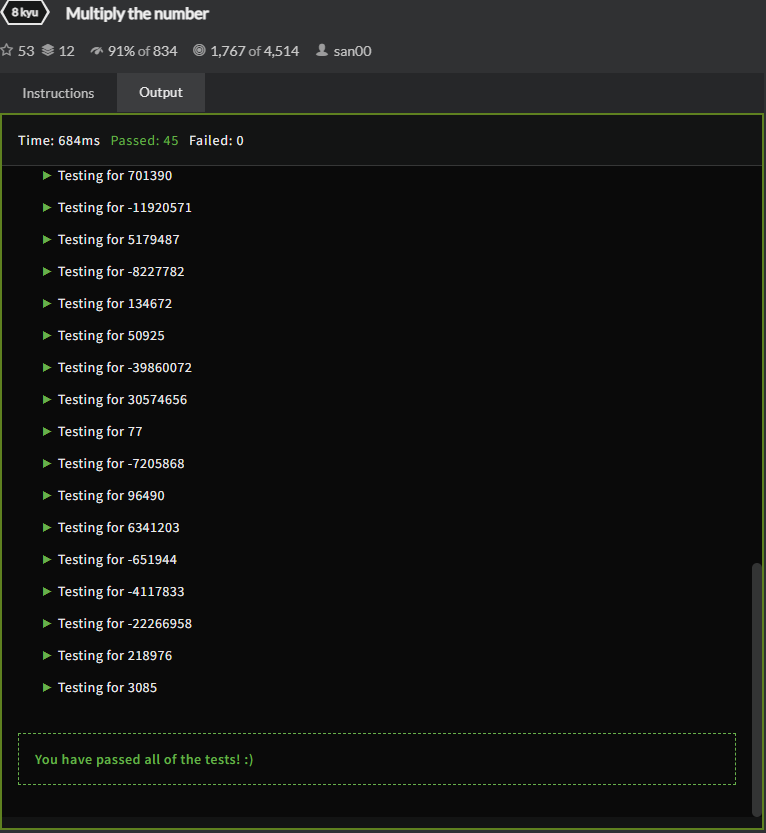 8 kyu Multiply the number
53 12 91% of 834 1,767 of 4,514 san00
Instructions Output
Time: 684ms Passed: 45 Failed: 0
Testing for 701390
Testing for -11920571
Testing for 5179487
Testing for -8227782
Testing for 134672
Testing for 50925
Testing for -39860072
Testing for 30574656
Testing for 77
Testing for -7205868
Testing for 96490
Testing for 6341203
Testing for -651944
Testing for -4117833
Testing for -22266958
Testing for 218976
Testing for 3085
You have passed all of the tests! :)